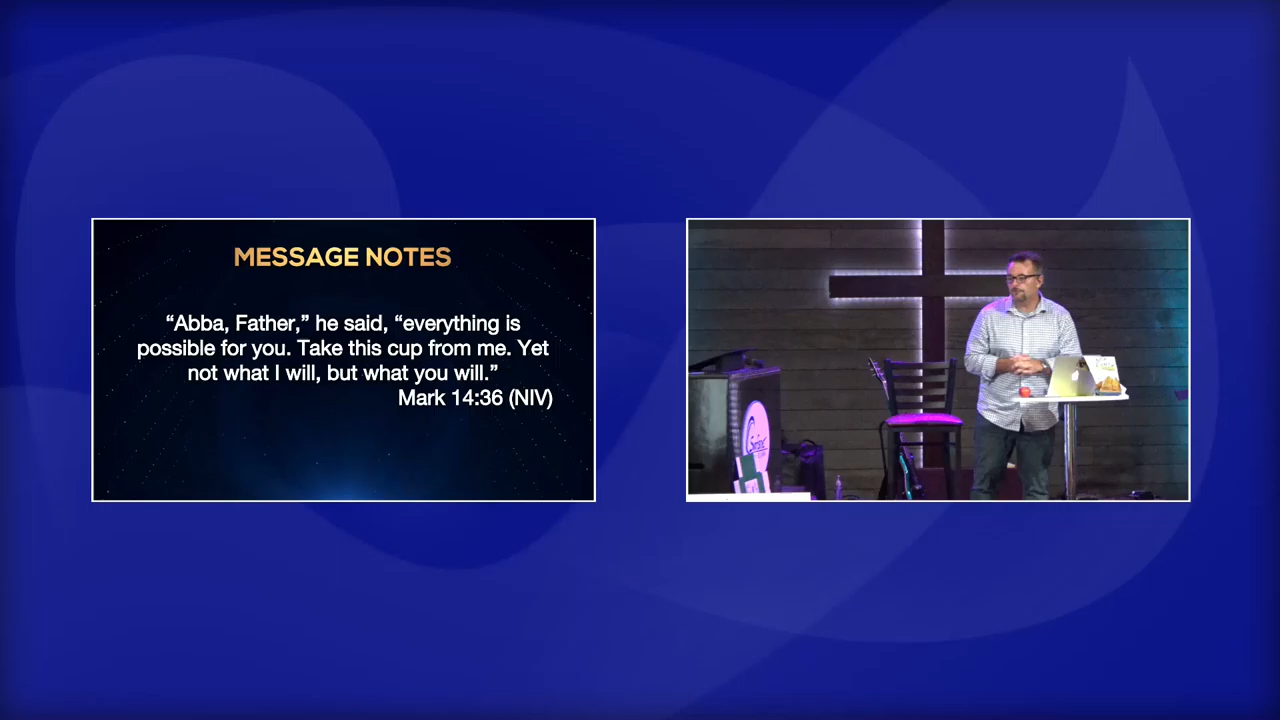 MESSAGE NOTES
“Abba, Father,” he said, “everything is
possible for you. Take this cup from me. Yet
not what I will, but what you will.”
Mark 14:36 (NIV)